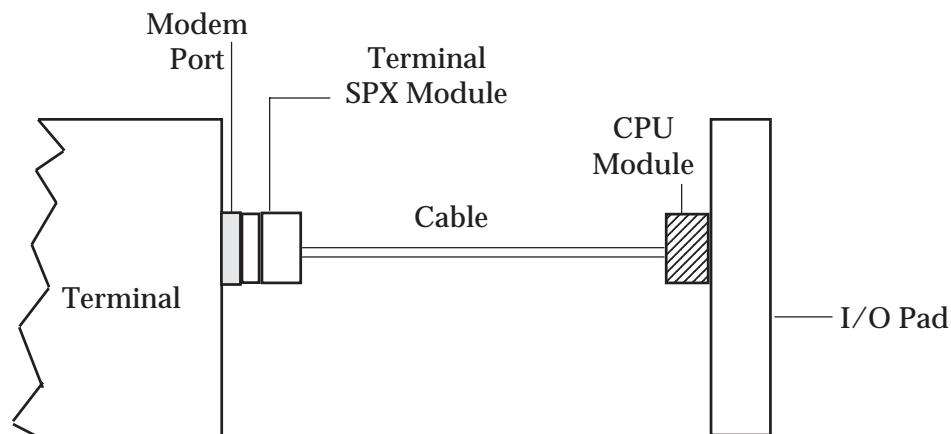 Modem
Port
Terminal
SPX Module
CPU
Module
Cable
Terminal
I/O Pad